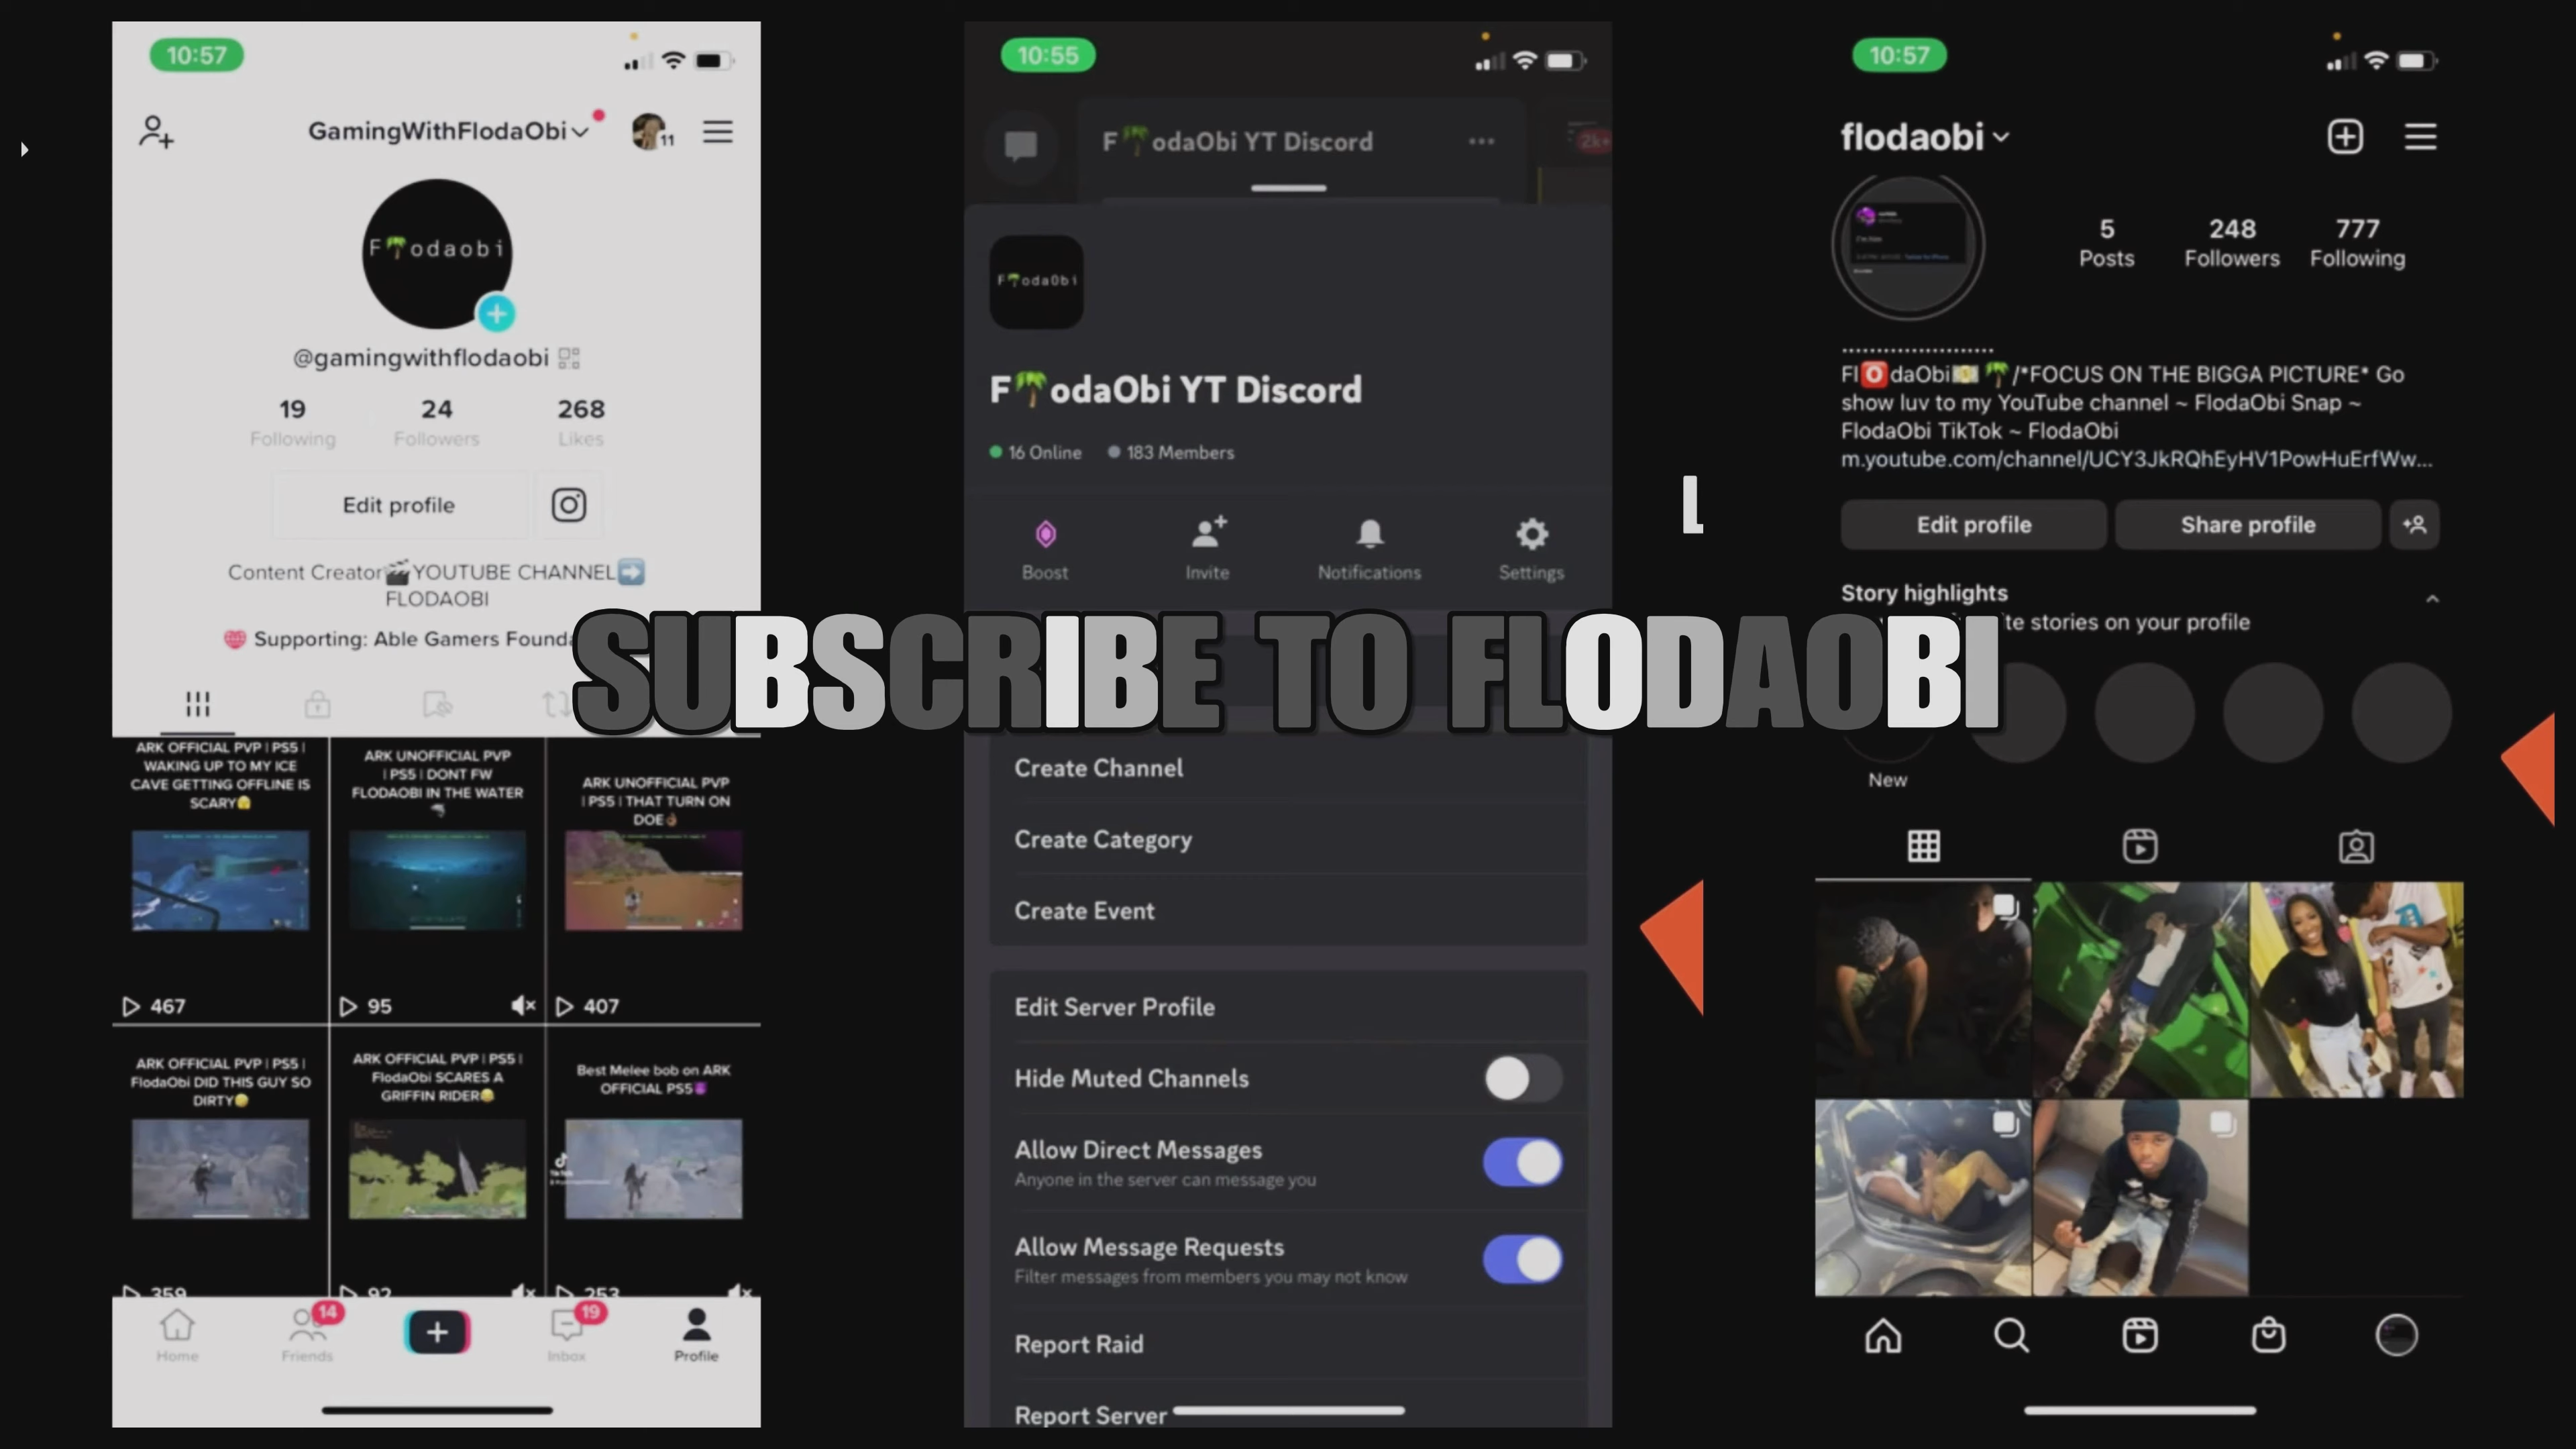 10:57
GamingWithFlodaObi
11
F🌴odaobi
@gamingwithflodaobi
19
Following
24
Followers
268
Likes
Edit profile
Content Creator🎬YOUTUBE CHANNEL➡️
FLODAOBI
Supporting: Able Gamers Founda
ARK OFFICIAL PVP | PS5 |
WAKING UP TO MY ICE
CAVE GETTING OFFLINE IS
SCARY
467
ARK UNOFFICIAL PVP
| PS5 | DONT FW
FLODAOBI IN THE WATER
95
ARK UNOFFICIAL PVP
| PS5 | THAT TURN ON
DOE👌🏾
407
ARK OFFICIAL PVP | PS5 |
FlodaObi DID THIS GUY SO
DIRTY
359
ARK OFFICIAL PVP | PS5 |
FlodaObi SCARES A
GRIFFIN RIDER
92
Best Melee bob on ARK
OFFICIAL PS5😈
253
Home
14
Friends
19
Inbox
Profile
10:55
F🌴odaObi YT Discord
2k+
F🌴odaObi
F🌴odaObi YT Discord
16 Online
183 Members
Boost
Invite
Notifications
Settings
SUBSCRIBE TO FLODAOBI
Create Channel
Create Category
Create Event
Edit Server Profile
Hide Muted Channels
Allow Direct Messages
Anyone in the server can message you
Allow Message Requests
Filter messages from members you may not know
Report Raid
Report Server
10:57
flodaobi
5
Posts
248
Followers
777
Following
Fl🅾️daObi💵🌴/*FOCUS ON THE BIGGA PICTURE* Go
show luv to my YouTube channel ~ FlodaObi Snap ~
FlodaObi TikTok ~ FlodaObi
m.youtube.com/channel/UCY3JkRQhEyHV1PowHuErfWw...
Edit profile
Share profile
Story highlights
stories on your profile
New